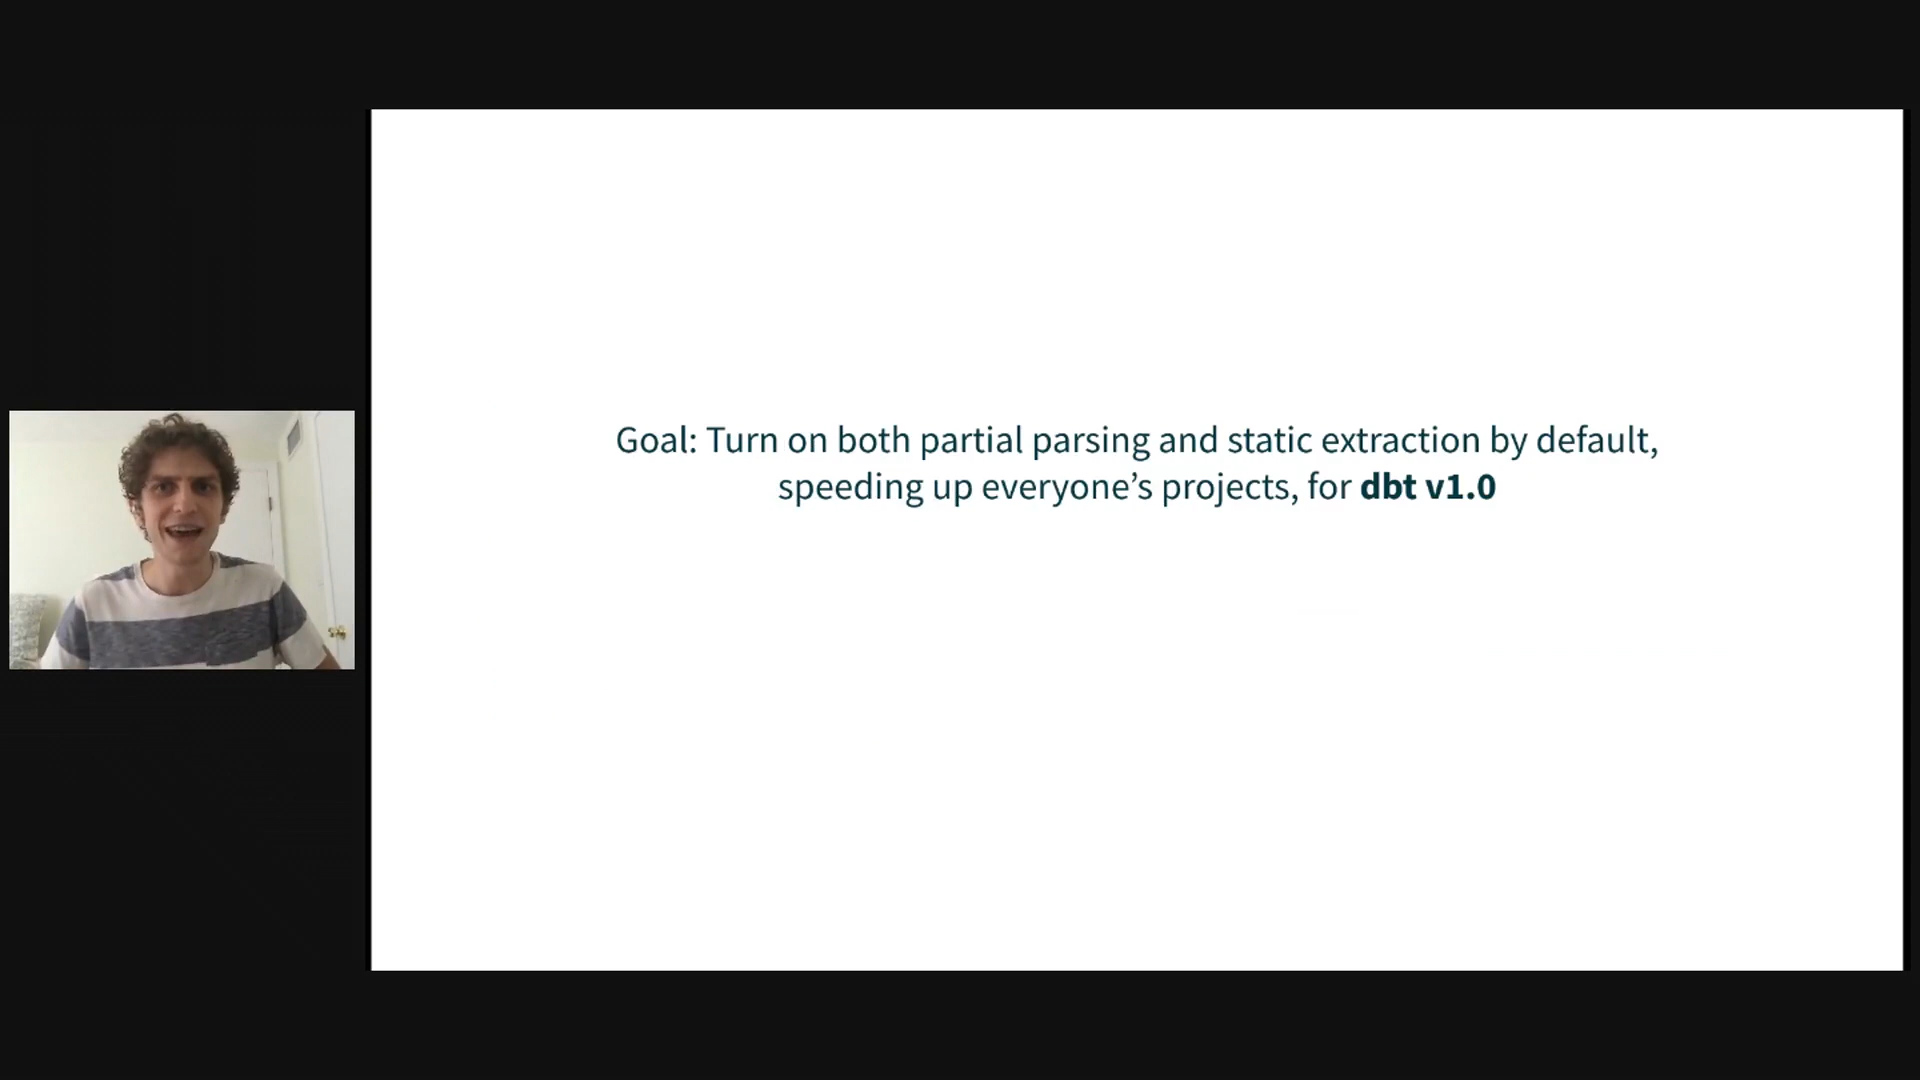 Goal: Turn on both partial parsing and static extraction by default,
speeding up everyone’s projects, for dbt v1.0